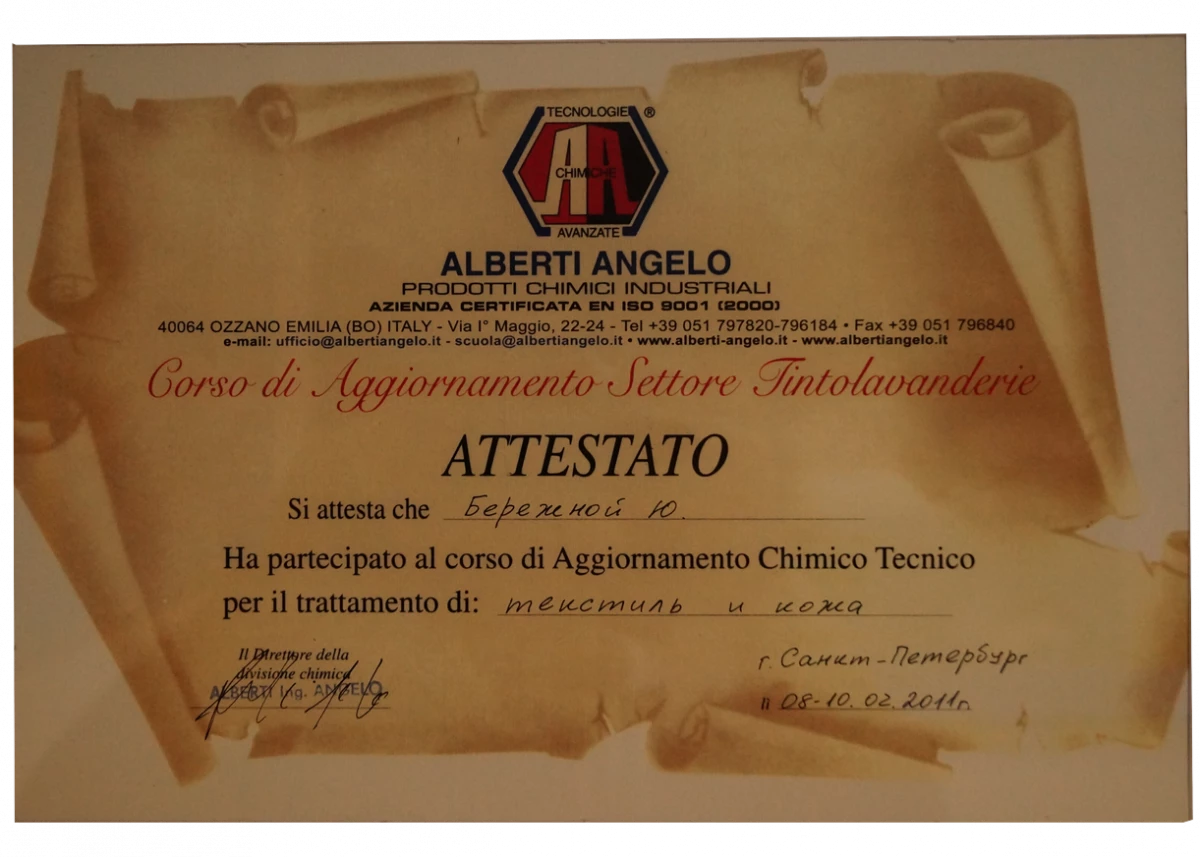 TECNOLOGIE ®
CHIMICHE
AVANZATE
ALBERTI ANGELO
PRODOTTI CHIMICI INDUSTRIALI
AZIENDA CERTIFICATA EN ISO 9001 (2000)
40064 OZZANO EMILIA (BO) ITALY - Via I° Maggio, 22-24 - Tel +39 051 797820-796184 • Fax +39 051 796840
e-mail: ufficio@albertiangelo.it - scuola@albertiangelo.it • www.alberti-angelo.it - www.albertiangelo.it
Corso di Aggiornamento Settore Tintolavanderie
ATTESTATO
Si attesta che Бережной Ю.
Ha partecipato al corso di Aggiornamento Chimico Tecnico
per il trattamento di: текстиль и кожа
Il Direttore della
divisione chimica
ALBERTI Ing. ANGELO
г. Санкт-Петербург
il 08-10.02.2011г.